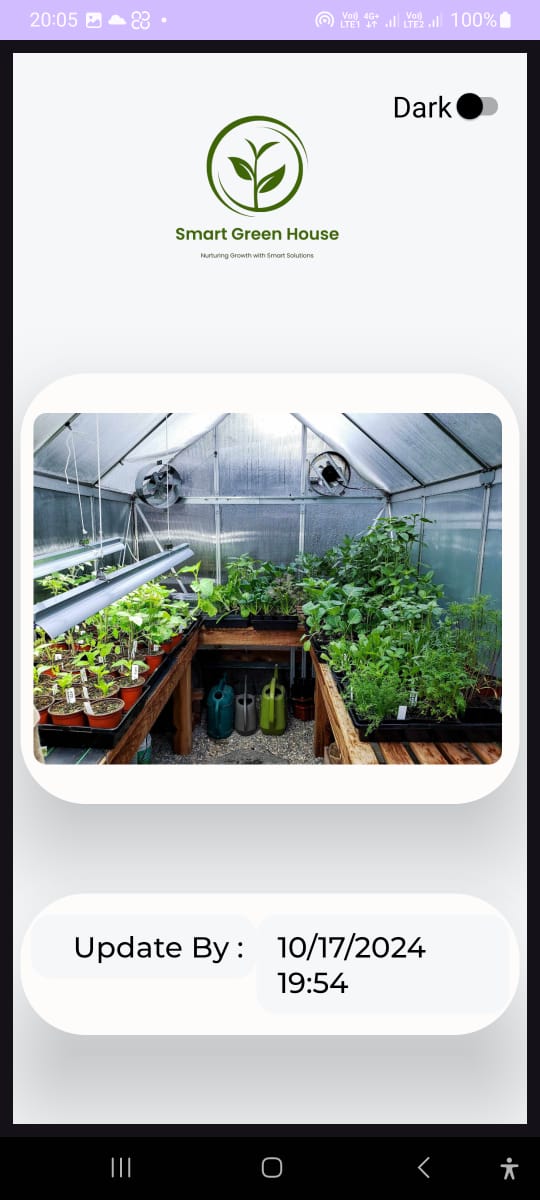 20:05
Vo) 4G+ Vo)
LTE1 LTE2
100%
Dark
Smart Green House
Nurturing Growth with Smart Solutions
Update By :
10/17/2024
19:54